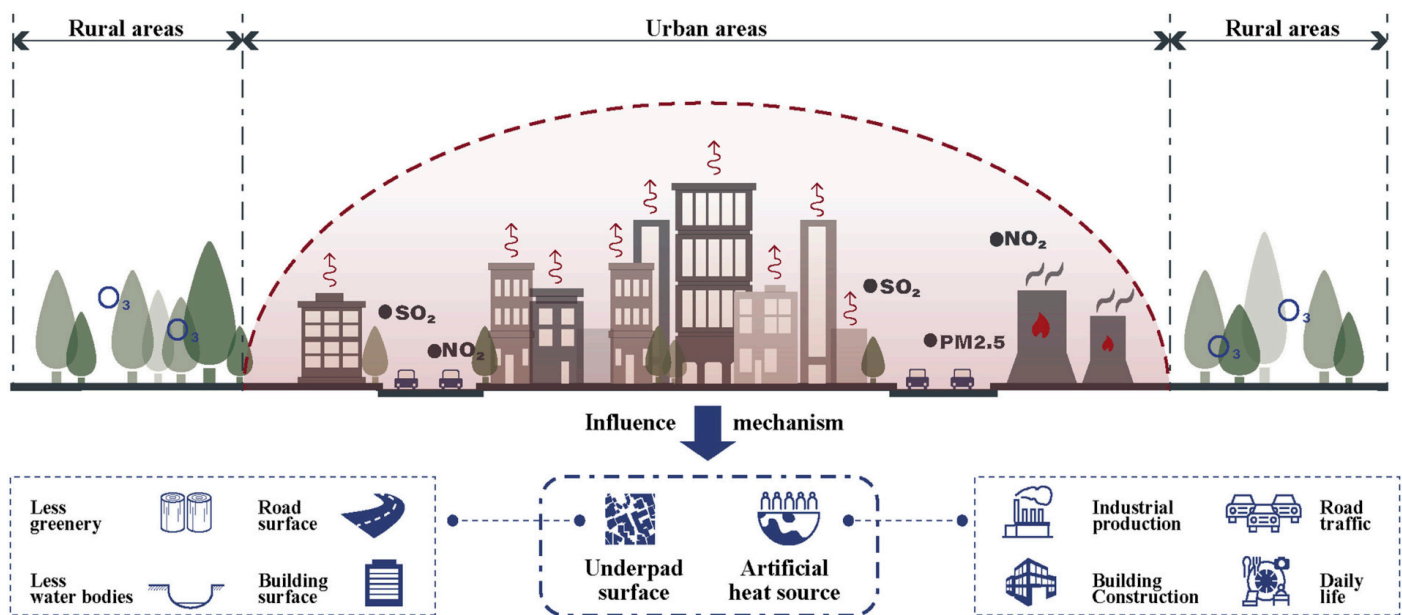 Rural areas
Urban areas
Rural areas
O3
O3
SO2
NO2
SO2
NO2
PM2.5
O3
O3
Influence mechanism
Less
greenery
Road
surface
Less
water bodies
Building
surface
Underpad
surface
Artificial
heat source
Industrial
production
Road
traffic
Building
Construction
Daily
life